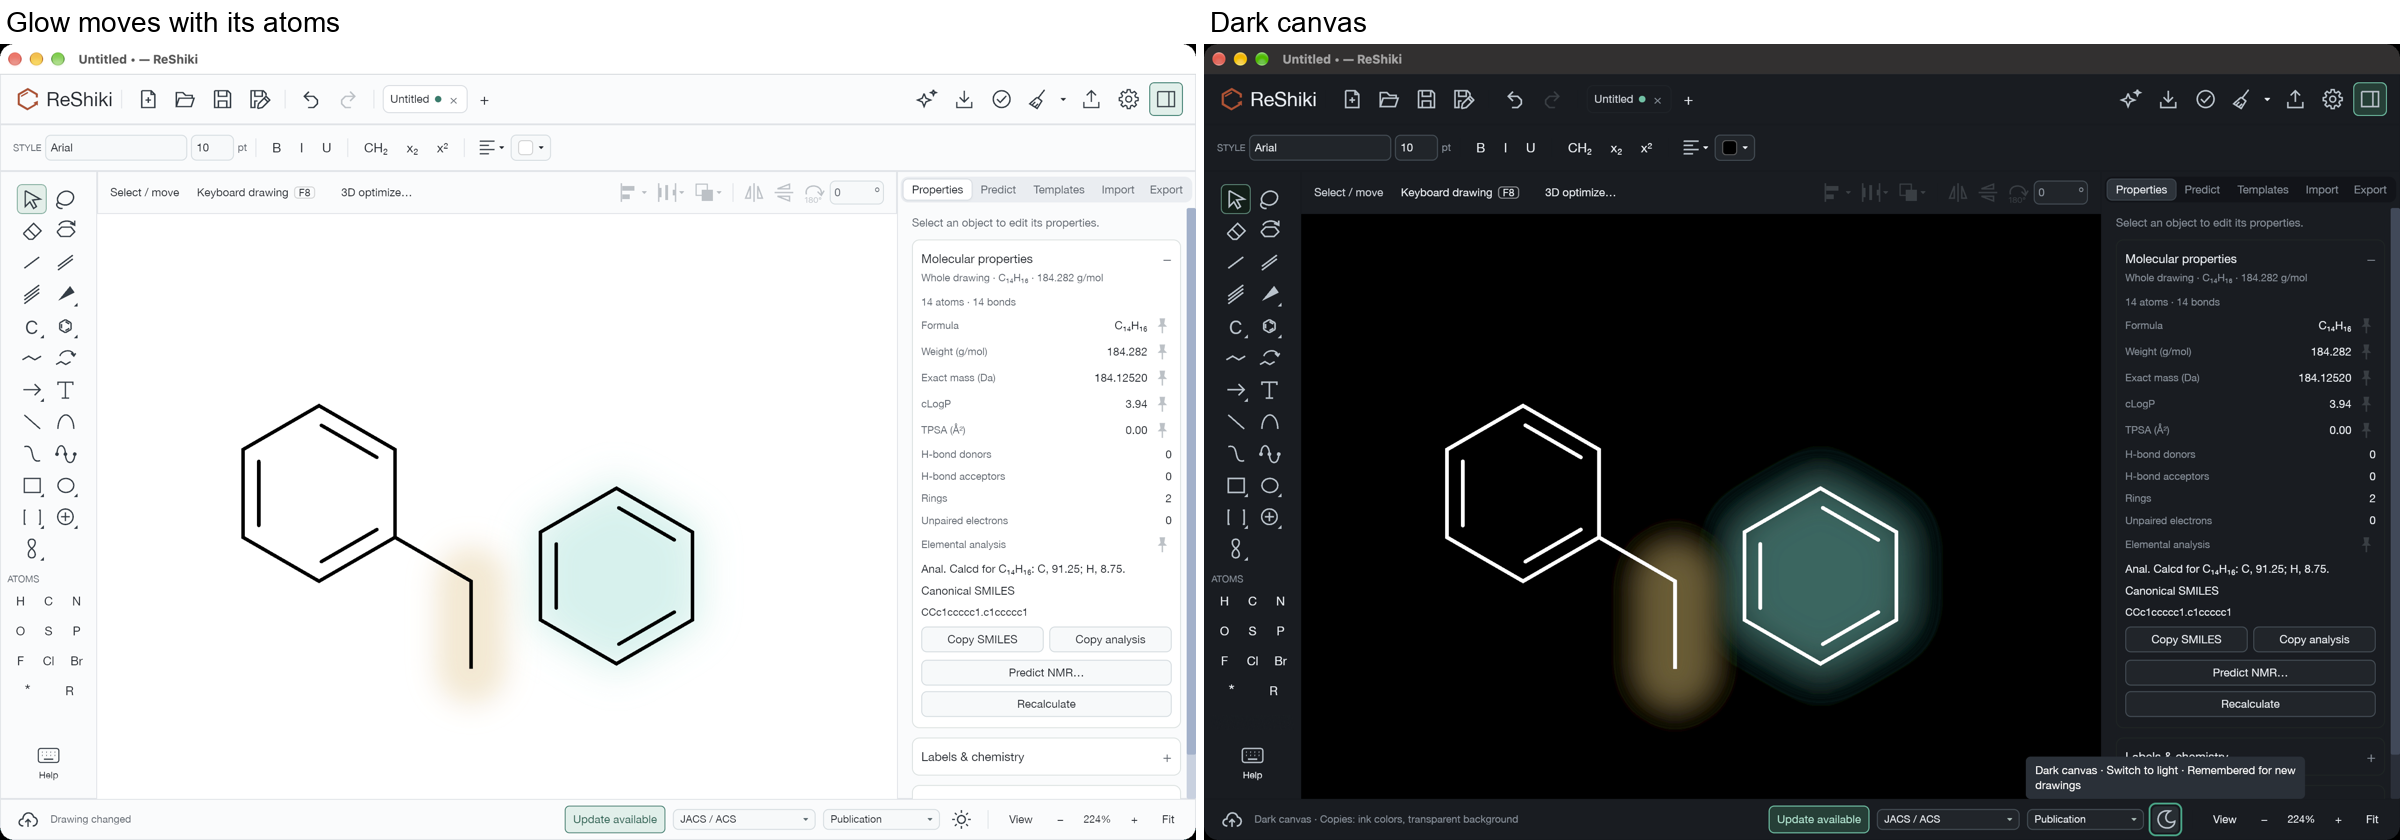 Glow moves with its atoms
Untitled • — ReShiki
ReShiki
Untitled
STYLE Arial 10 pt B I U CH₂ x₂ x²
Select / move Keyboard drawing F8 3D optimize... 180° 0 °
Properties Predict Templates Import Export
Select an object to edit its properties.
Molecular properties
Whole drawing · C₁₄H₁₆ · 184.282 g/mol
14 atoms · 14 bonds
Formula C₁₄H₁₆
Weight (g/mol) 184.282
Exact mass (Da) 184.12520
cLogP 3.94
TPSA (Å²) 0.00
H-bond donors 0
H-bond acceptors 0
Rings 2
Unpaired electrons 0
Elemental analysis
Anal. Calcd for C₁₄H₁₆: C, 91.25; H, 8.75.
Canonical SMILES
CCc1ccccc1.c1ccccc1
Copy SMILES Copy analysis
Predict NMR...
Recalculate
Labels & chemistry
C
T
ATOMS
H C N
O S P
F Cl Br
* R
Help
Drawing changed
Update available JACS / ACS Publication View − 224% + Fit
Dark canvas
Untitled • — ReShiki
ReShiki
Untitled
STYLE Arial 10 pt B I U CH₂ x₂ x²
Select / move Keyboard drawing F8 3D optimize... 180° 0 °
Properties Predict Templates Import Export
Select an object to edit its properties.
Molecular properties
Whole drawing · C₁₄H₁₆ · 184.282 g/mol
14 atoms · 14 bonds
Formula C₁₄H₁₆
Weight (g/mol) 184.282
Exact mass (Da) 184.12520
cLogP 3.94
TPSA (Å²) 0.00
H-bond donors 0
H-bond acceptors 0
Rings 2
Unpaired electrons 0
Elemental analysis
Anal. Calcd for C₁₄H₁₆: C, 91.25; H, 8.75.
Canonical SMILES
CCc1ccccc1.c1ccccc1
Copy SMILES Copy analysis
Predict NMR...
Recalculate
Labels & chemistry
Dark canvas · Switch to light · Remembered for new
drawings
C
T
ATOMS
H C N
O S P
F Cl Br
* R
Help
Dark canvas · Copies: ink colors, transparent background
Update available JACS / ACS Publication View − 224% + Fit